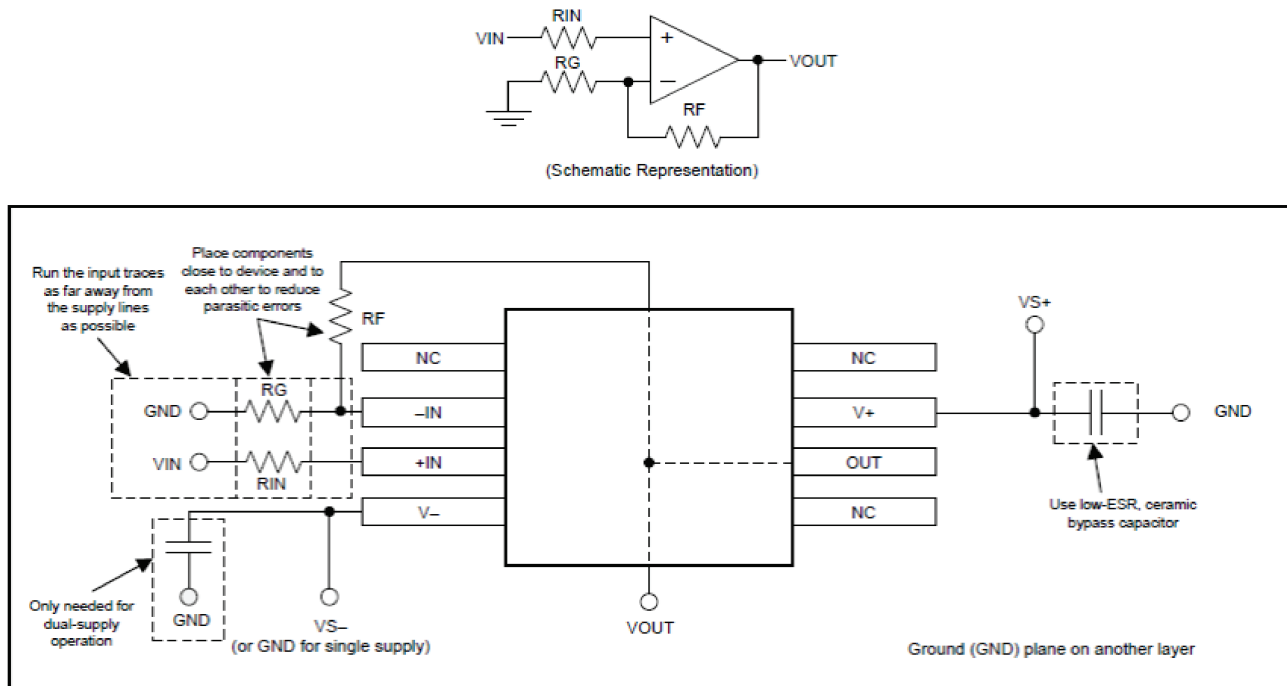 RIN
VIN
+
RG
VOUT
–
RF
(Schematic Representation)
Place components
close to device and to
each other to reduce
parasitic errors
Run the input traces
as far away from
the supply lines
as possible
VS+
RF
NC
NC
RG
GND
–IN
V+
GND
VIN
+IN
OUT
RIN
Use low-ESR, ceramic
bypass capacitor
V–
NC
Only needed for
dual-supply
operation
GND
VS–
(or GND for single supply)
VOUT
Ground (GND) plane on another layer